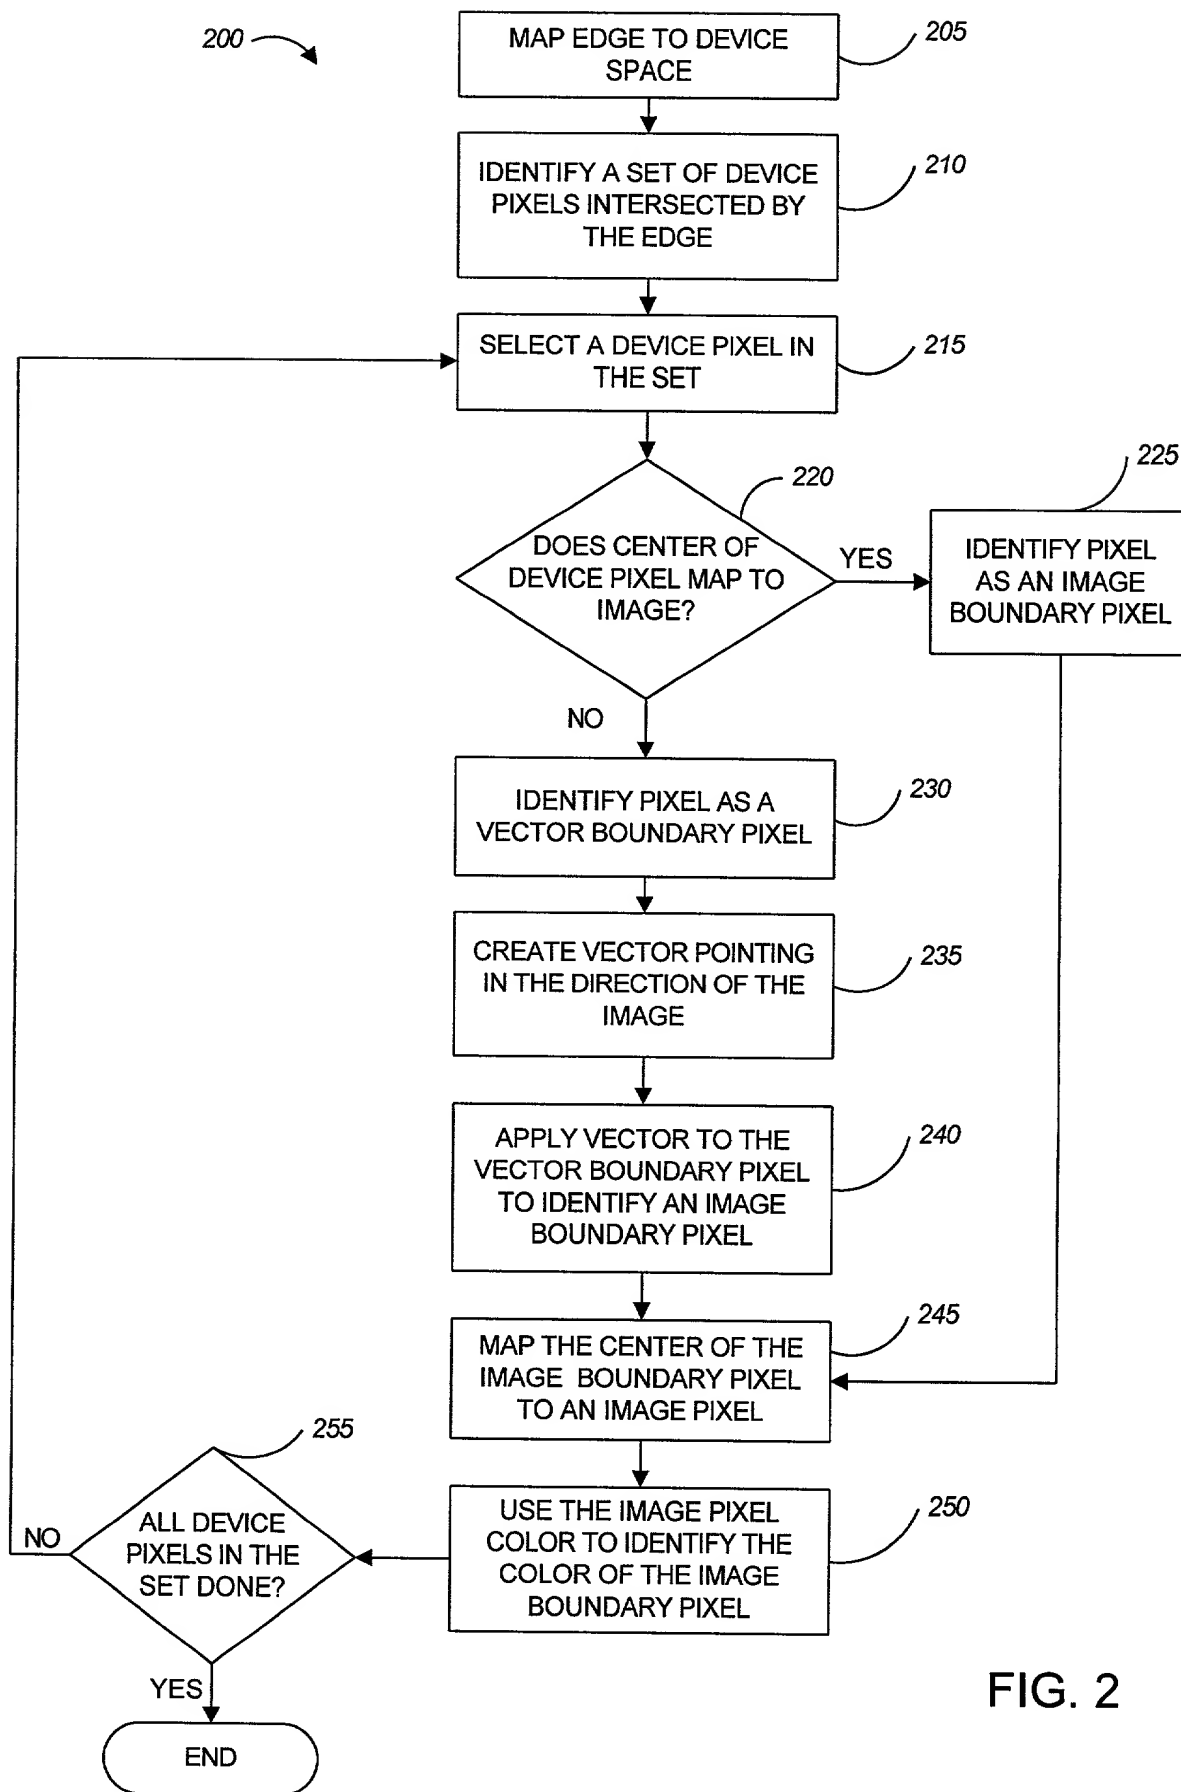 200
MAP EDGE TO DEVICE
SPACE
205
IDENTIFY A SET OF DEVICE
PIXELS INTERSECTED BY
THE EDGE
210
SELECT A DEVICE PIXEL IN
THE SET
215
220
DOES CENTER OF
DEVICE PIXEL MAP TO
IMAGE?
YES
225
IDENTIFY PIXEL
AS AN IMAGE
BOUNDARY PIXEL
NO
IDENTIFY PIXEL AS A
VECTOR BOUNDARY PIXEL
230
CREATE VECTOR POINTING
IN THE DIRECTION OF THE
IMAGE
235
APPLY VECTOR TO THE
VECTOR BOUNDARY PIXEL
TO IDENTIFY AN IMAGE
BOUNDARY PIXEL
240
MAP THE CENTER OF THE
IMAGE BOUNDARY PIXEL
TO AN IMAGE PIXEL
245
USE THE IMAGE PIXEL
COLOR TO IDENTIFY THE
COLOR OF THE IMAGE
BOUNDARY PIXEL
250
255
ALL DEVICE
PIXELS IN THE
SET DONE?
NO
YES
END
FIG. 2